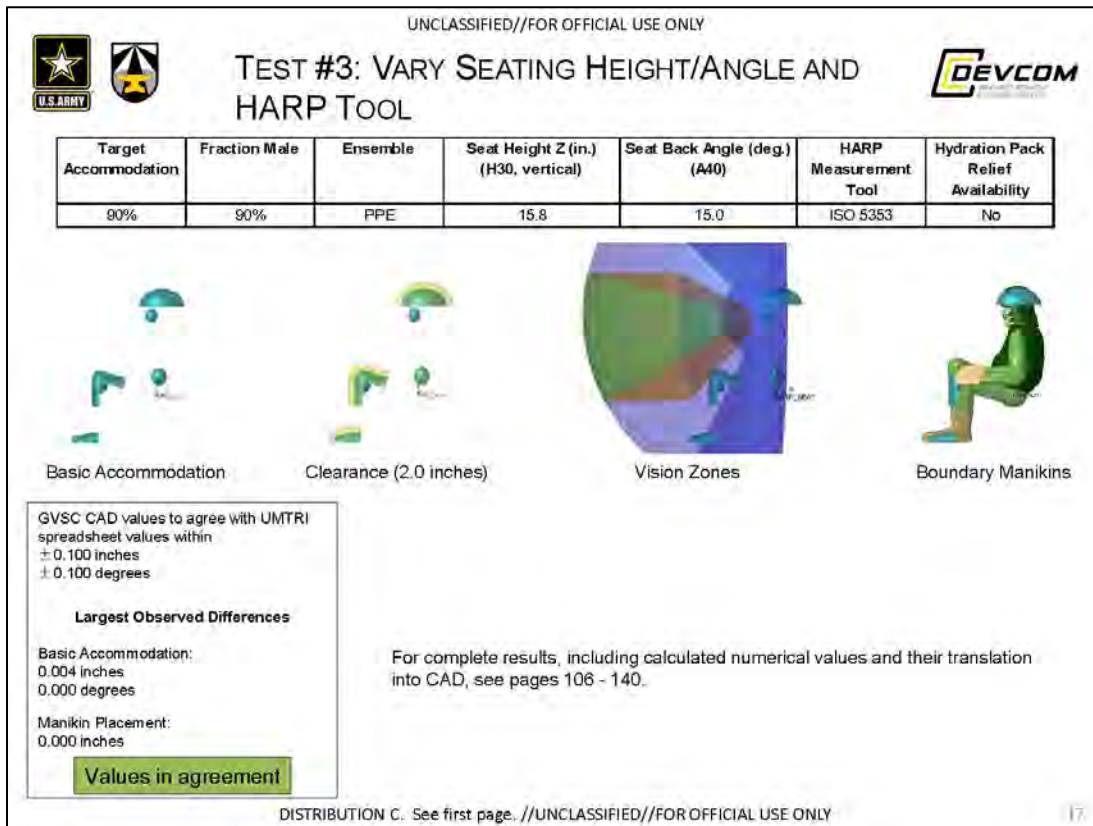 UNCLASSIFIED//FOR OFFICIAL USE ONLY
U.S.ARMY
TEST #3: VARY SEATING HEIGHT/ANGLE AND
HARP TOOL
DEVCOM
Target Accommodation | Fraction Male | Ensemble | Seat Height Z (in.) (H30, vertical) | Seat Back Angle (deg.) (A40) | HARP Measurement Tool | Hydration Pack Relief Availability
90% | 90% | PPE | 15.8 | 15.0 | ISO 5353 | No
Basic Accommodation
Clearance (2.0 inches)
Vision Zones
Boundary Manikins
GVSC CAD values to agree with UMTRI
spreadsheet values within
±0.100 inches
±0.100 degrees
Largest Observed Differences
Basic Accommodation:
0.004 inches
0.000 degrees
Manikin Placement:
0.000 inches
Values in agreement
For complete results, including calculated numerical values and their translation
into CAD, see pages 106 - 140.
DISTRIBUTION C. See first page. //UNCLASSIFIED//FOR OFFICIAL USE ONLY
17